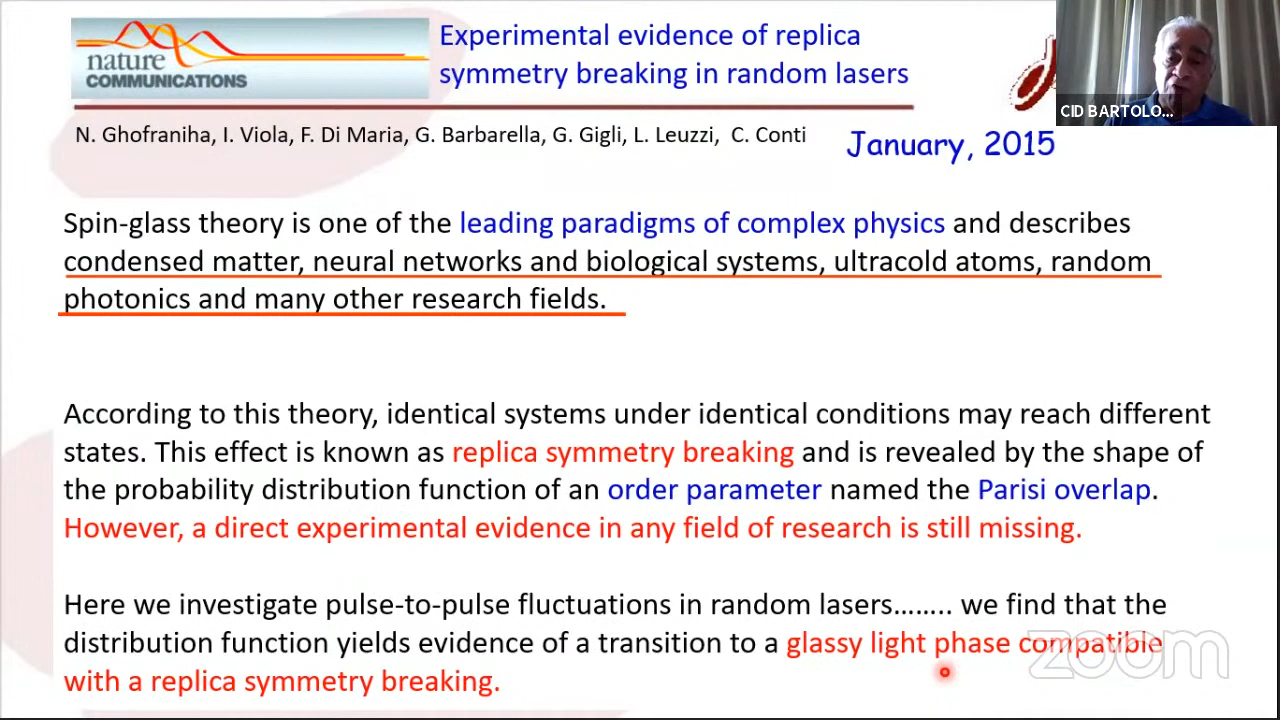 nature
COMMUNICATIONS
Experimental evidence of replica
symmetry breaking in random lasers
CID BARTOLO...
N. Ghofraniha, I. Viola, F. Di Maria, G. Barbarella, G. Gigli, L. Leuzzi, C. Conti
January, 2015
Spin-glass theory is one of the leading paradigms of complex physics and describes
condensed matter, neural networks and biological systems, ultracold atoms, random
photonics and many other research fields.
According to this theory, identical systems under identical conditions may reach different
states. This effect is known as replica symmetry breaking and is revealed by the shape of
the probability distribution function of an order parameter named the Parisi overlap.
However, a direct experimental evidence in any field of research is still missing.
Here we investigate pulse-to-pulse fluctuations in random lasers........ we find that the
distribution function yields evidence of a transition to a glassy light phase compatible
with a replica symmetry breaking.
zoom